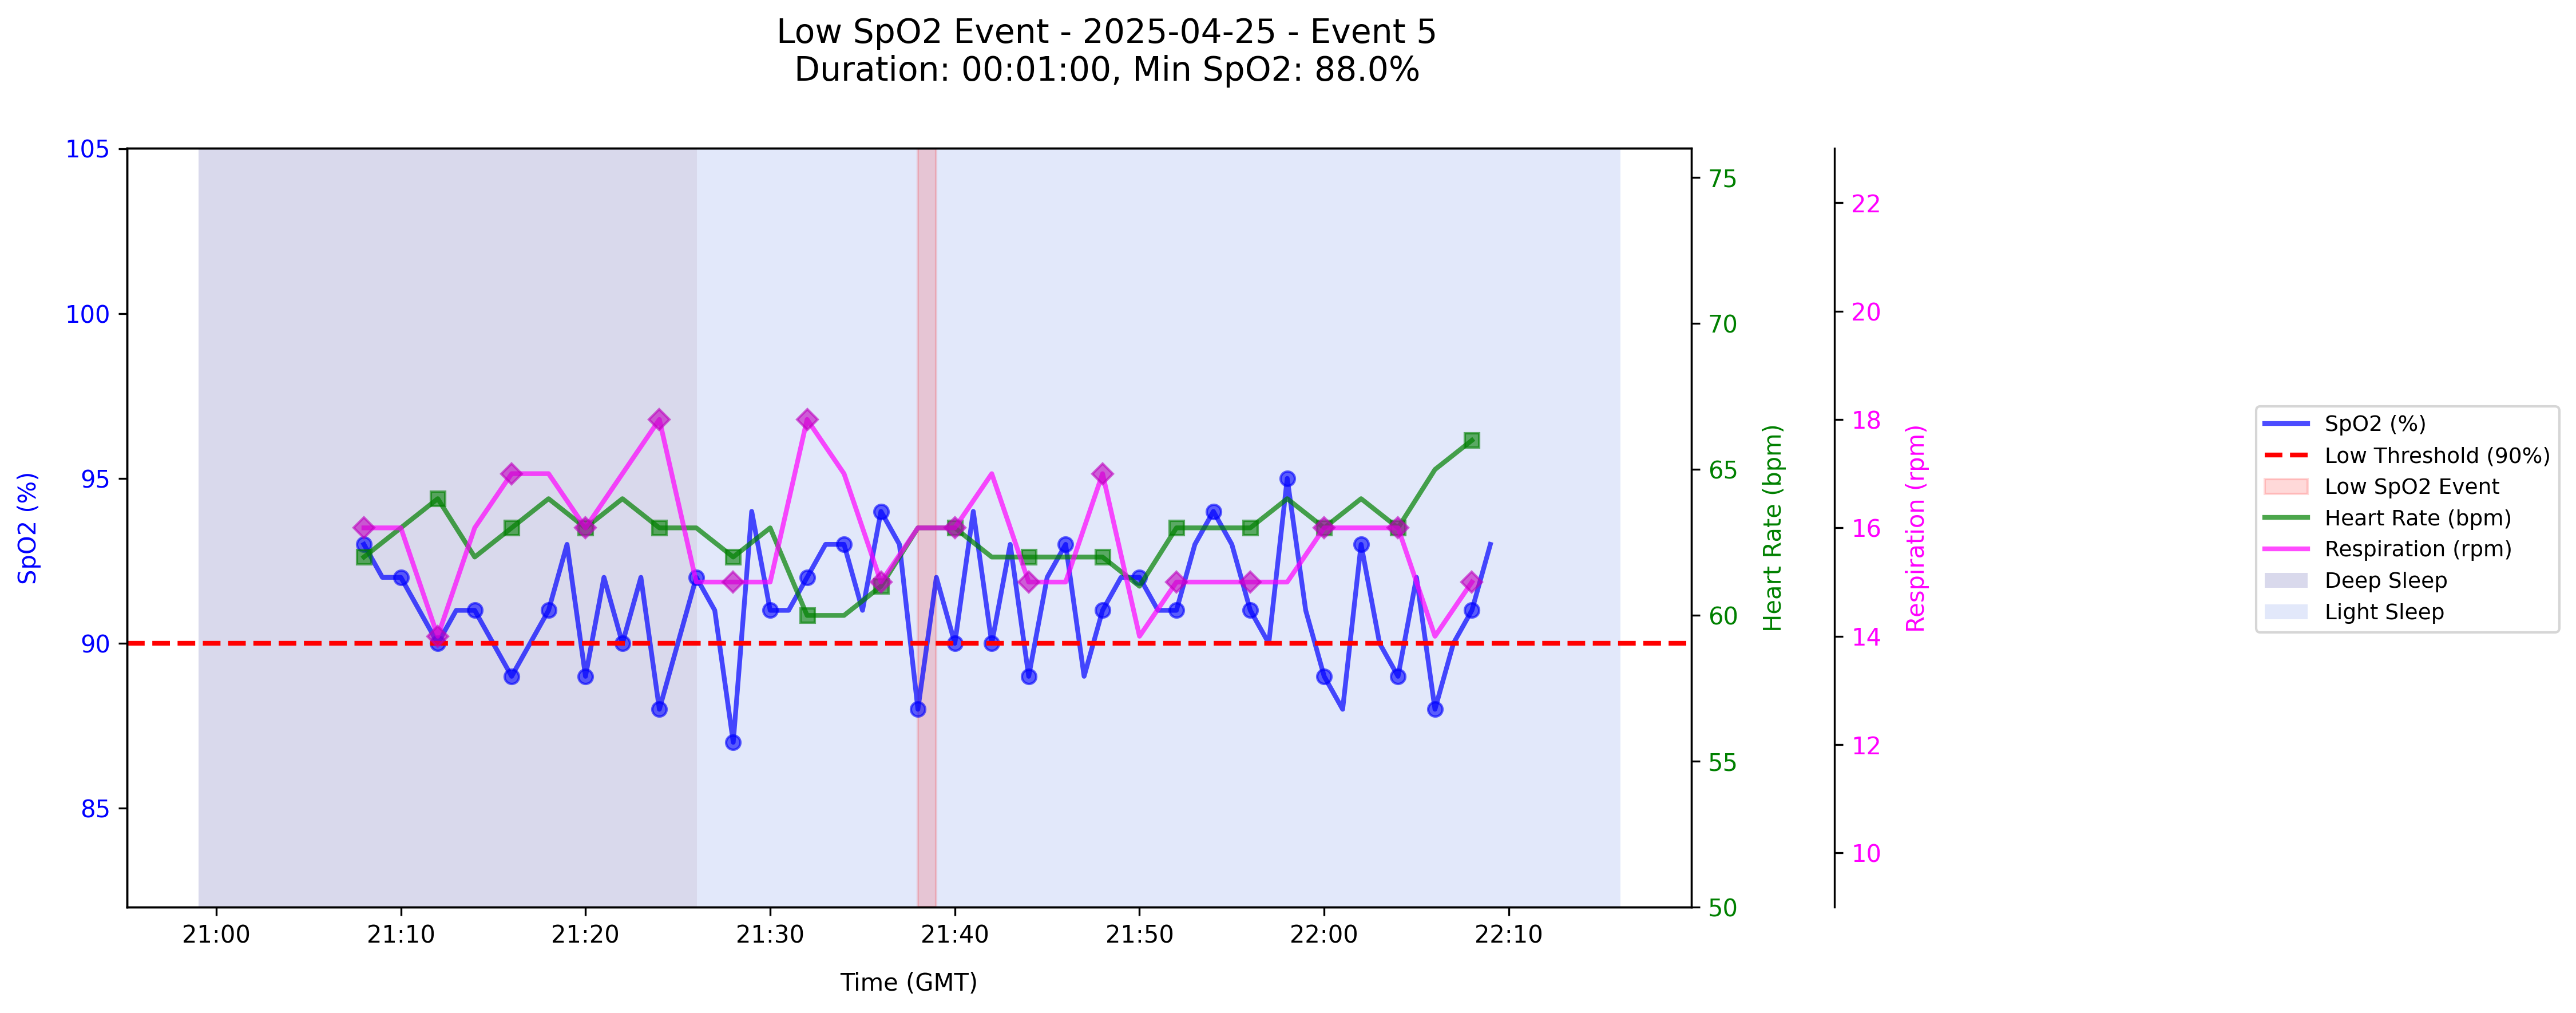 Low SpO2 Event - 2025-04-25 - Event 5
Duration: 00:01:00, Min SpO2: 88.0%
SpO2 (%)
105
100
95
90
85
21:00
21:10
21:20
21:30
21:40
21:50
22:00
22:10
Time (GMT)
75
70
65
60
55
50
Heart Rate (bpm)
22
20
18
16
14
12
10
Respiration (rpm)
SpO2 (%)
Low Threshold (90%)
Low SpO2 Event
Heart Rate (bpm)
Respiration (rpm)
Deep Sleep
Light Sleep